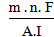 m . n . F
A.I